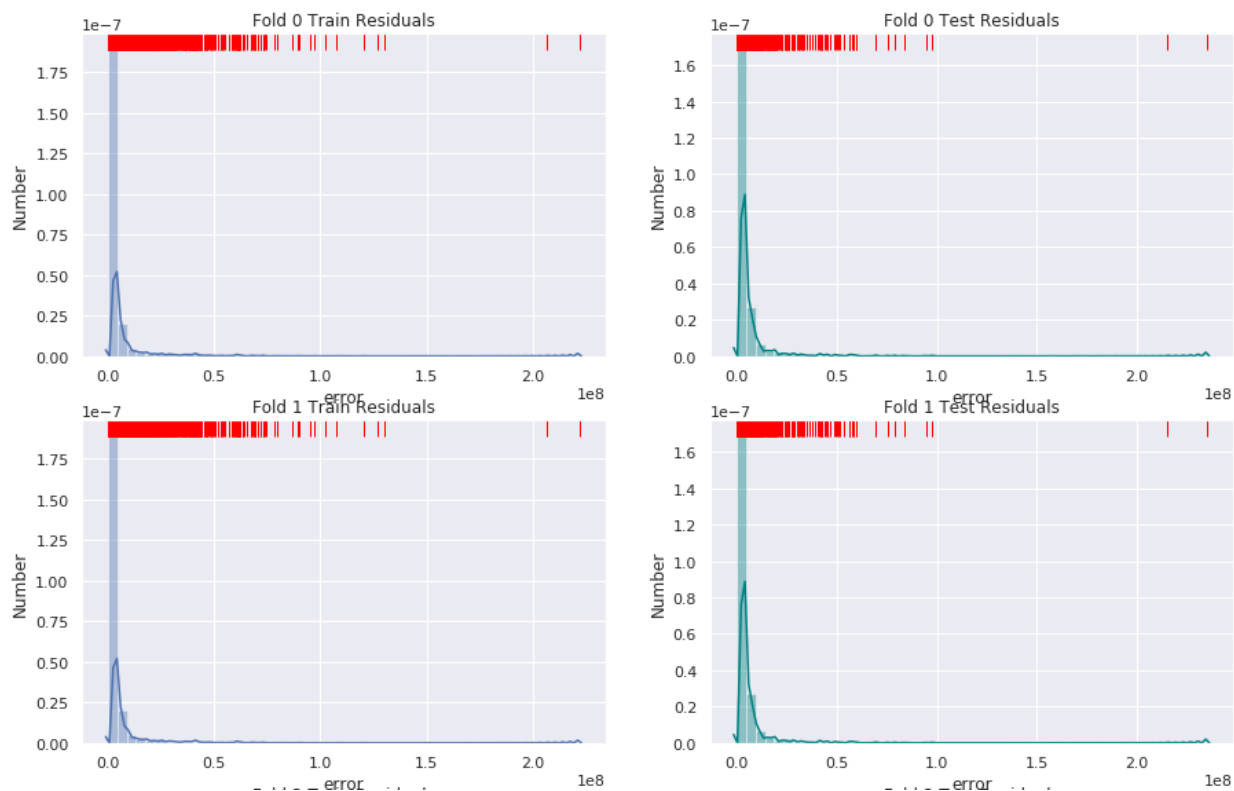 Fold 0 Train Residuals
1e−7
Number
1.75
1.50
1.25
1.00
0.75
0.50
0.25
0.00
0.0 0.5 1.0 1.5 2.0
error
1e8
Fold 0 Test Residuals
1e−7
Number
1.6
1.4
1.2
1.0
0.8
0.6
0.4
0.2
0.0
0.0 0.5 1.0 1.5 2.0
error
1e8
Fold 1 Train Residuals
1e−7
Number
1.75
1.50
1.25
1.00
0.75
0.50
0.25
0.00
0.0 0.5 1.0 1.5 2.0
error
1e8
Fold 1 Test Residuals
1e−7
Number
1.6
1.4
1.2
1.0
0.8
0.6
0.4
0.2
0.0
0.0 0.5 1.0 1.5 2.0
error
1e8